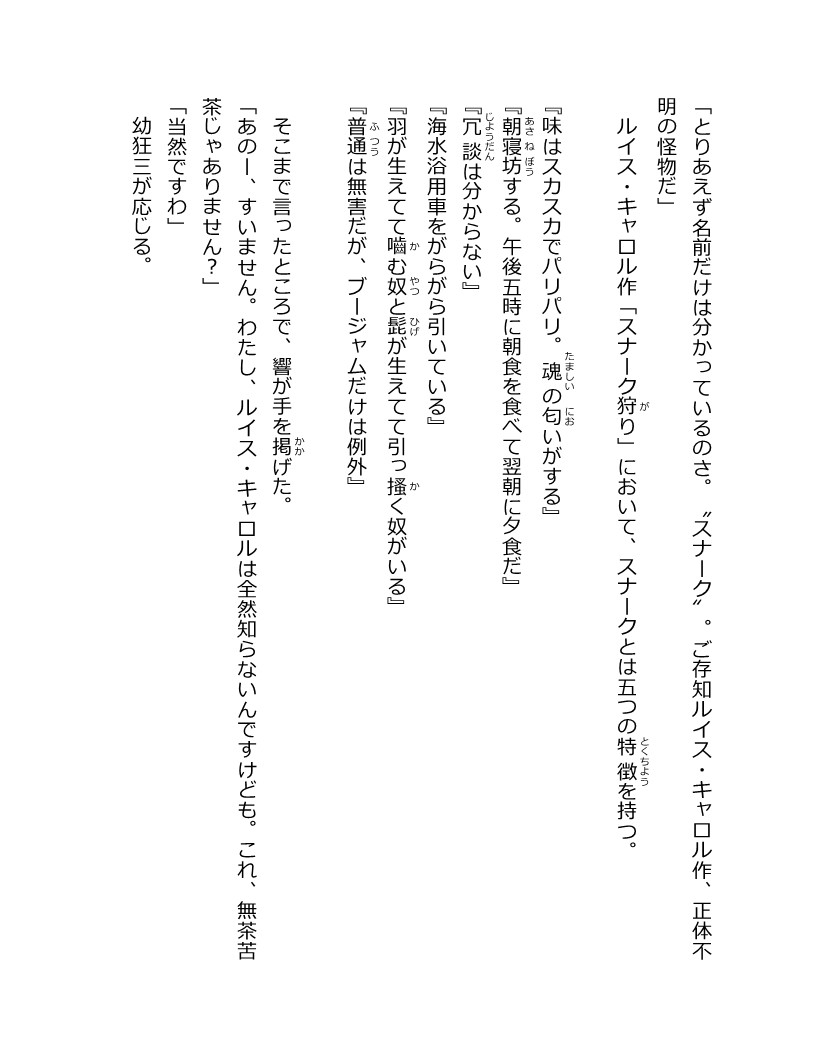 「とりあえず名前だけは分かっているのさ。〝スナーク〟。ご存知ルイス・キャロル作、正体不
明の怪物だ」
ルイス・キャロル作「スナーク狩り」において、スナークとは五つの特徴を持つ。
『味はスカスカでパリパリ。魂の匂いがする』
『朝寝坊する。午後五時に朝食を食べて翌朝に夕食だ』
『冗談は分からない』
『海水浴用車をがらがら引いている』
『羽が生えてて嚙む奴と髭が生えてて引っ搔く奴がいる』
『普通は無害だが、ブージャムだけは例外』
そこまで言ったところで、響が手を掲げた。
「あのー、すいません。わたし、ルイス・キャロルは全然知らないんですけども。これ、無茶苦
茶じゃありません？」
「当然ですわ」
幼狂三が応じる。